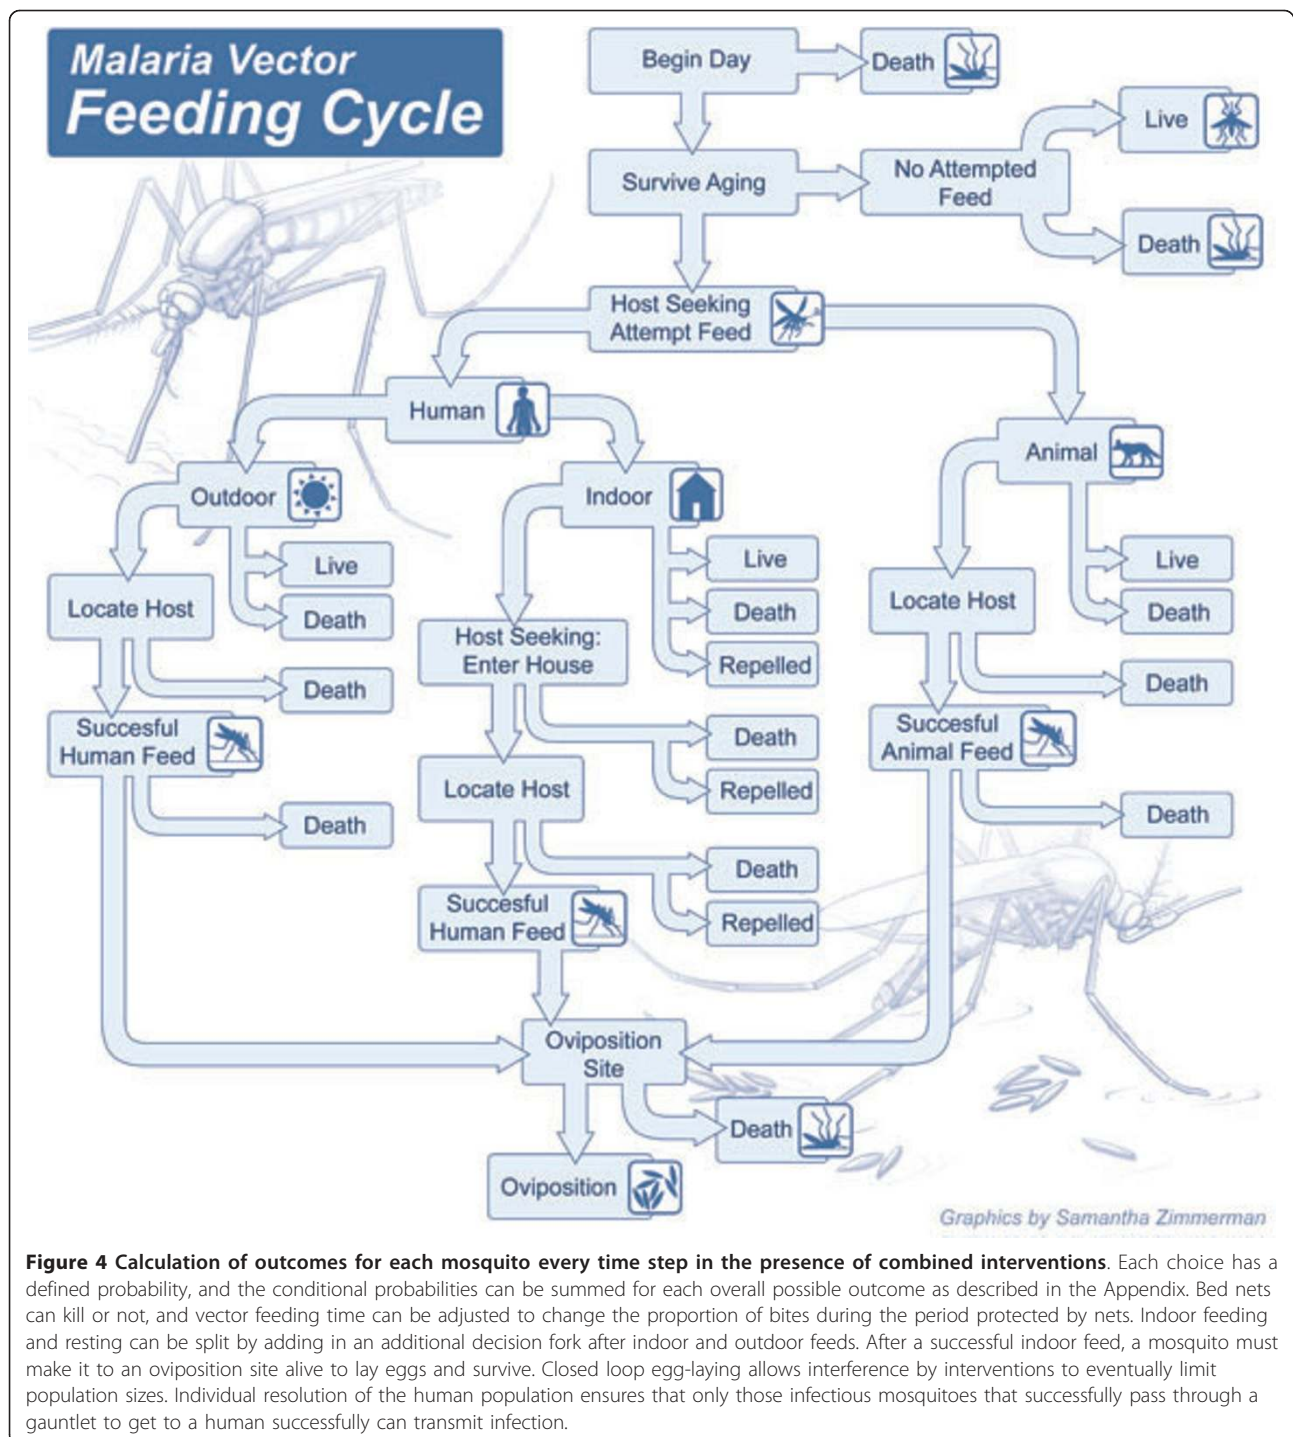 Malaria Vector
Feeding Cycle
Begin Day
Death
Survive Aging
No Attempted
Feed
Live
Death
Host Seeking
Attempt Feed
Human
Animal
Outdoor
Live
Death
Locate Host
Death
Succesful
Human Feed
Death
Indoor
Live
Death
Repelled
Host Seeking:
Enter House
Death
Repelled
Locate Host
Death
Repelled
Succesful
Human Feed
Live
Death
Locate Host
Death
Succesful
Animal Feed
Death
Oviposition
Site
Death
Oviposition
Graphics by Samantha Zimmerman
Figure 4 Calculation of outcomes for each mosquito every time step in the presence of combined interventions. Each choice has a
defined probability, and the conditional probabilities can be summed for each overall possible outcome as described in the Appendix. Bed nets
can kill or not, and vector feeding time can be adjusted to change the proportion of bites during the period protected by nets. Indoor feeding
and resting can be split by adding in an additional decision fork after indoor and outdoor feeds. After a successful indoor feed, a mosquito must
make it to an oviposition site alive to lay eggs and survive. Closed loop egg-laying allows interference by interventions to eventually limit
population sizes. Individual resolution of the human population ensures that only those infectious mosquitoes that successfully pass through a
gauntlet to get to a human successfully can transmit infection.